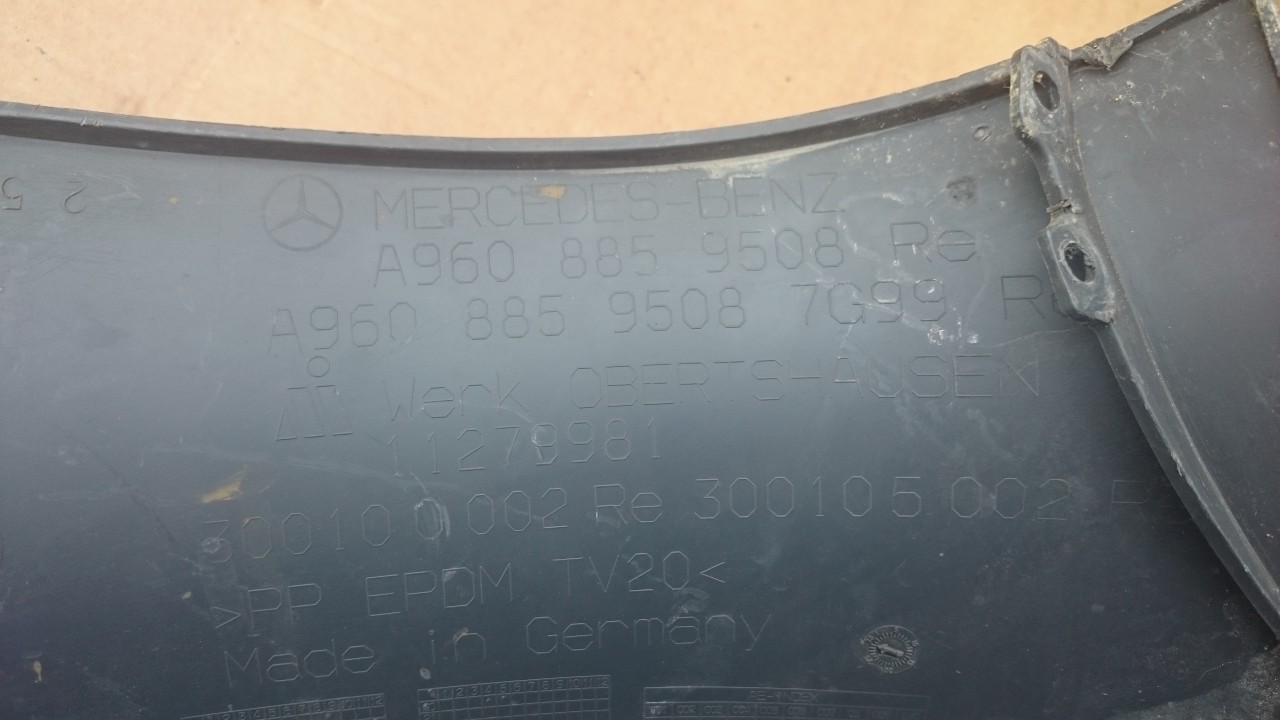 MERCEDES-BENZ
A960 885 9508 Re
A960 885 9508 7G99
Werk OBERTSHAUSEN
11278981
300100002 Re 300105002
>PP EPDM TV20<
Made in Germany
25